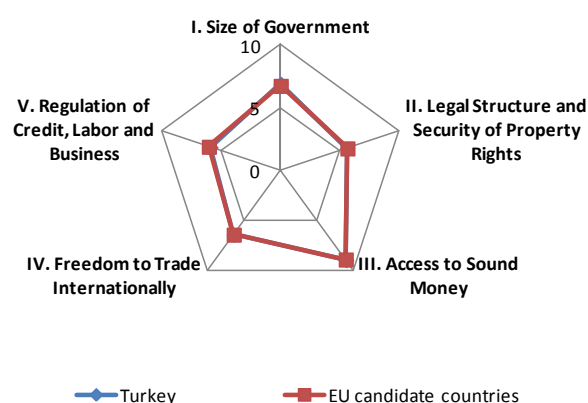 I. Size of Government
10
5
0
II. Legal Structure and
Security of Property
Rights
III. Access to Sound
Money
IV. Freedom to Trade
Internationally
V. Regulation of
Credit, Labor and
Business
Turkey
EU candidate countries